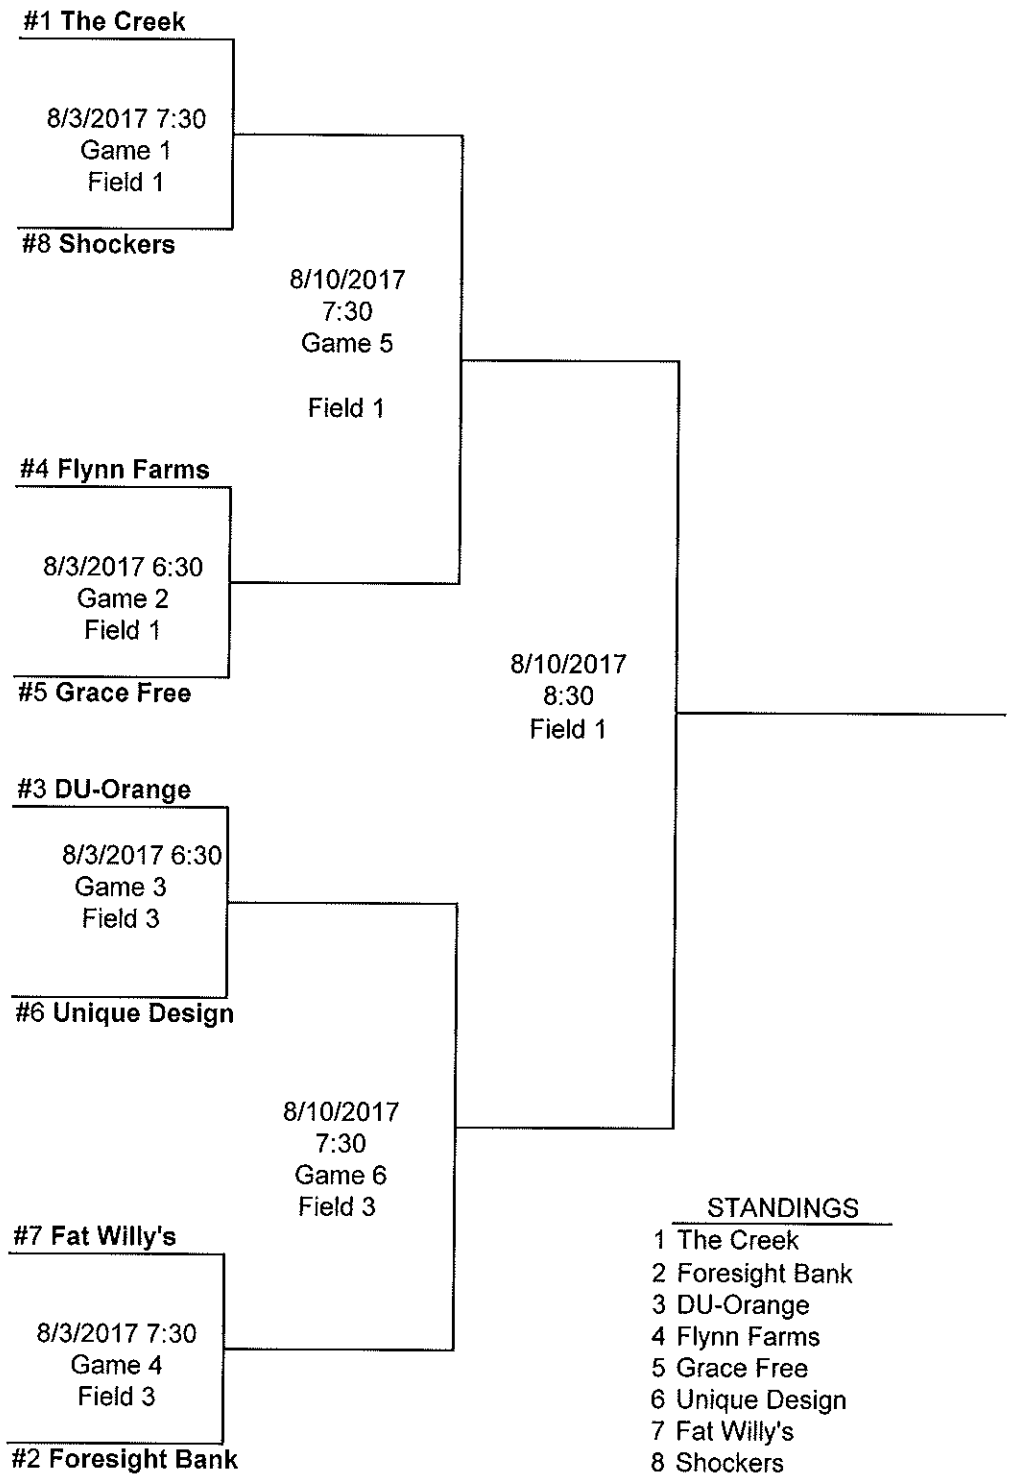 #1 The Creek
8/3/2017 7:30
Game 1
Field 1
#8 Shockers
8/10/2017
7:30
Game 5
Field 1
#4 Flynn Farms
8/3/2017 6:30
Game 2
Field 1
#5 Grace Free
8/10/2017
8:30
Field 1
#3 DU-Orange
8/3/2017 6:30
Game 3
Field 3
#6 Unique Design
8/10/2017
7:30
Game 6
Field 3
#7 Fat Willy's
8/3/2017 7:30
Game 4
Field 3
#2 Foresight Bank
STANDINGS
1 The Creek
2 Foresight Bank
3 DU-Orange
4 Flynn Farms
5 Grace Free
6 Unique Design
7 Fat Willy's
8 Shockers